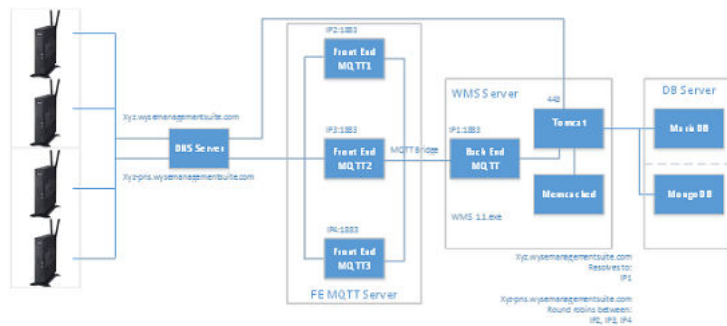 IP2:1883
Front End
MQTT1
WMS Server
DB Server
443
Xyz.wysemanagementsuite.com
IP3:1883
IP1:1883
Tomcat
Maria DB
DNS Server
Front End
MQTT2
MQTT Bridge
Back End
MQTT
Xyz-pns.wysemanagementsuite.com
Memcached
MongoDB
IP4:1883
WMS 1.1.exe
Front End
MQTT3
FE MQTT Server
Xyz.wysemanagementsuite.com
Resolves to:
IP1
Xyz-pns.wysemanagementsuite.com
Round robins between:
IP2, IP3, IP4